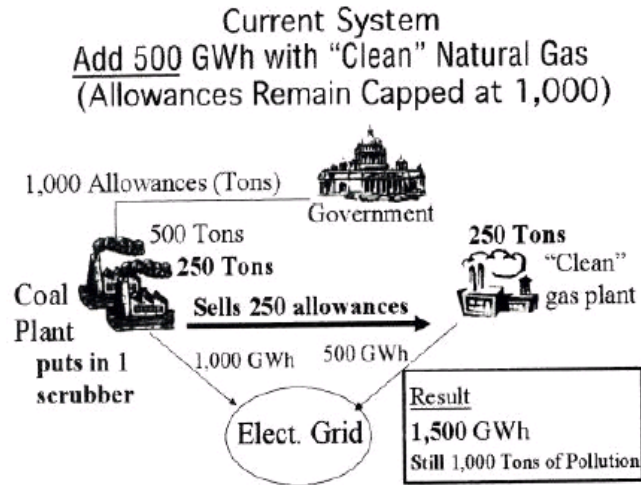 Current System
Add 500 GWh with “Clean” Natural Gas
(Allowances Remain Capped at 1,000)
1,000 Allowances (Tons)
Government
500 Tons
250 Tons
250 Tons
“Clean”
gas plant
Coal
Plant
puts in 1
scrubber
Sells 250 allowances
1,000 GWh
500 GWh
Elect. Grid
Result
1,500 GWh
Still 1,000 Tons of Pollution